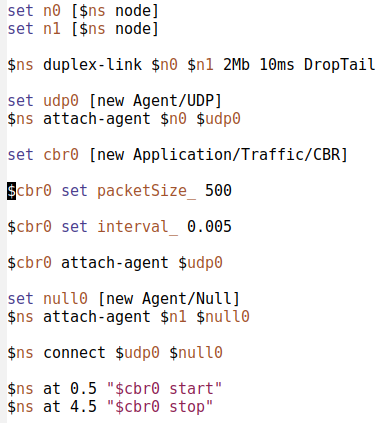 set n0 [$ns node]
set n1 [$ns node]
$ns duplex-link $n0 $n1 2Mb 10ms DropTail
set udp0 [new Agent/UDP]
$ns attach-agent $n0 $udp0
set cbr0 [new Application/Traffic/CBR]
$cbr0 set packetSize_ 500
$cbr0 set interval_ 0.005
$cbr0 attach-agent $udp0
set null0 [new Agent/Null]
$ns attach-agent $n1 $null0
$ns connect $udp0 $null0
$ns at 0.5 "$cbr0 start"
$ns at 4.5 "$cbr0 stop"